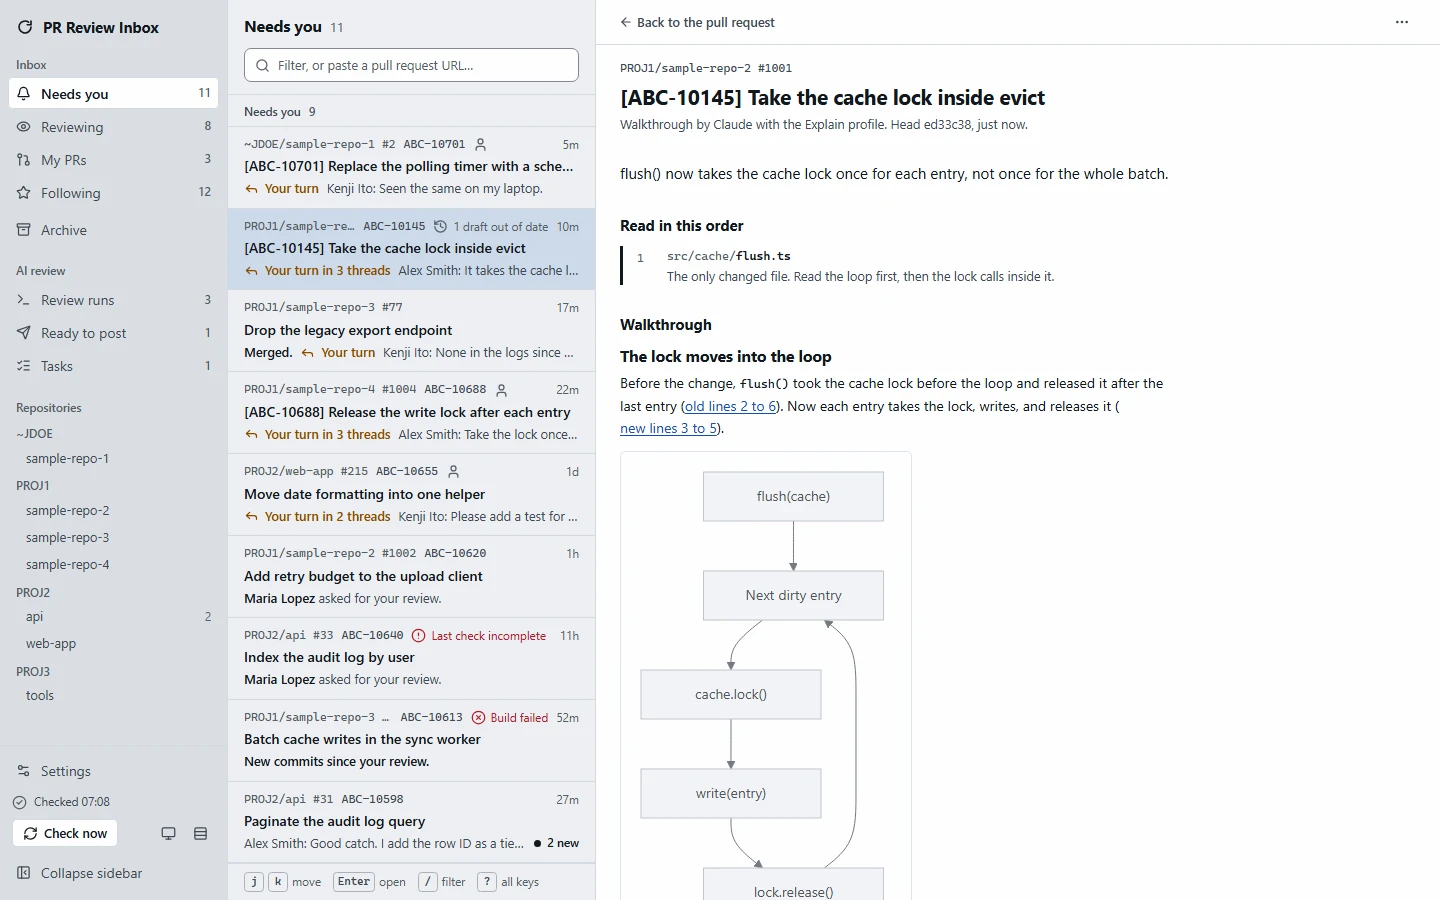 PR Review Inbox
Inbox
Needs you 11
Reviewing 8
My PRs 3
Following 12
Archive
AI review
Review runs 3
Ready to post 1
Tasks 1
Repositories
~JDOE
sample-repo-1
PROJ1
sample-repo-2
sample-repo-3
sample-repo-4
PROJ2
api 2
web-app
PROJ3
tools
Settings
Checked 07:08
Check now
Collapse sidebar
Needs you 11
Filter, or paste a pull request URL...
Needs you 9
~JDOE/sample-repo-1 #2 ABC-10701 5m
[ABC-10701] Replace the polling timer with a sche...
Your turn Kenji Ito: Seen the same on my laptop.
PROJ1/sample-re... ABC-10145 1 draft out of date 10m
[ABC-10145] Take the cache lock inside evict
Your turn in 3 threads Alex Smith: It takes the cache l...
PROJ1/sample-repo-3 #77 17m
Drop the legacy export endpoint
Merged. Your turn Kenji Ito: None in the logs since ...
PROJ1/sample-repo-4 #1004 ABC-10688 22m
[ABC-10688] Release the write lock after each entry
Your turn in 3 threads Alex Smith: Take the lock once...
PROJ2/web-app #215 ABC-10655 1d
Move date formatting into one helper
Your turn in 2 threads Kenji Ito: Please add a test for ...
PROJ1/sample-repo-2 #1002 ABC-10620 1h
Add retry budget to the upload client
Maria Lopez asked for your review.
PROJ2/api #33 ABC-10640 Last check incomplete 11h
Index the audit log by user
Maria Lopez asked for your review.
PROJ1/sample-repo-3 ... ABC-10613 Build failed 52m
Batch cache writes in the sync worker
New commits since your review.
PROJ2/api #31 ABC-10598 27m
Paginate the audit log query
Alex Smith: Good catch. I add the row ID as a tie... 2 new
j k move Enter open / filter ? all keys
Back to the pull request
PROJ1/sample-repo-2 #1001
[ABC-10145] Take the cache lock inside evict
Walkthrough by Claude with the Explain profile. Head ed33c38, just now.
flush() now takes the cache lock once for each entry, not once for the whole batch.
Read in this order
1 src/cache/flush.ts
The only changed file. Read the loop first, then the lock calls inside it.
Walkthrough
The lock moves into the loop
Before the change, flush() took the cache lock before the loop and released it after the
last entry (old lines 2 to 6). Now each entry takes the lock, writes, and releases it (
new lines 3 to 5).
flush(cache)
Next dirty entry
cache.lock()
write(entry)
lock.release()